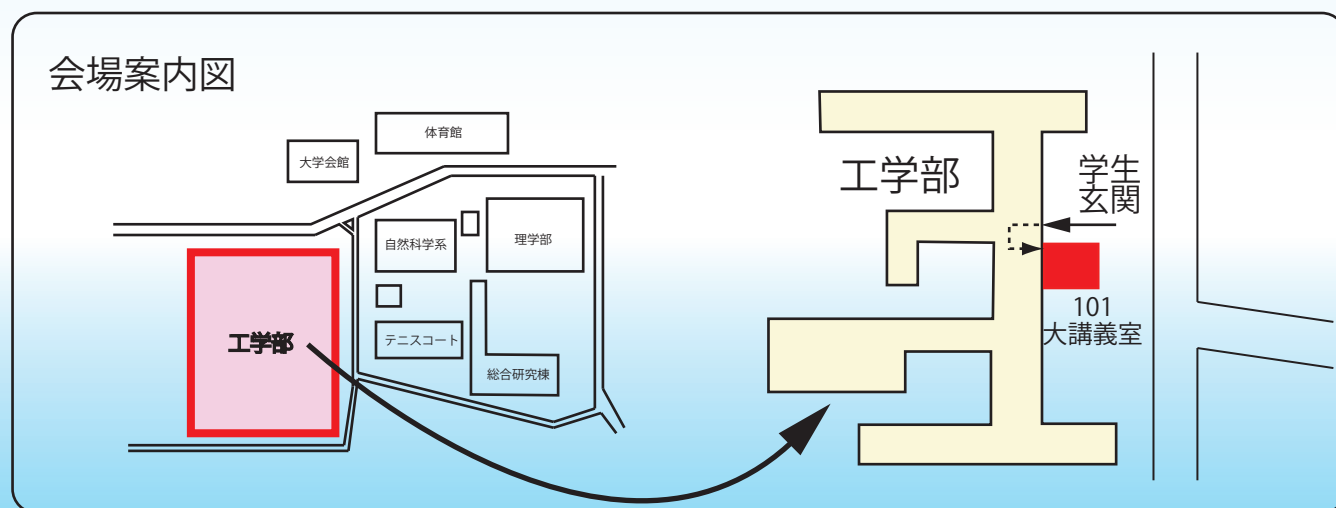 会場案内図
体育館
大学会館
自然科学系
理学部
工学部
テニスコート
総合研究棟
工学部
学生
玄関
101
大講義室